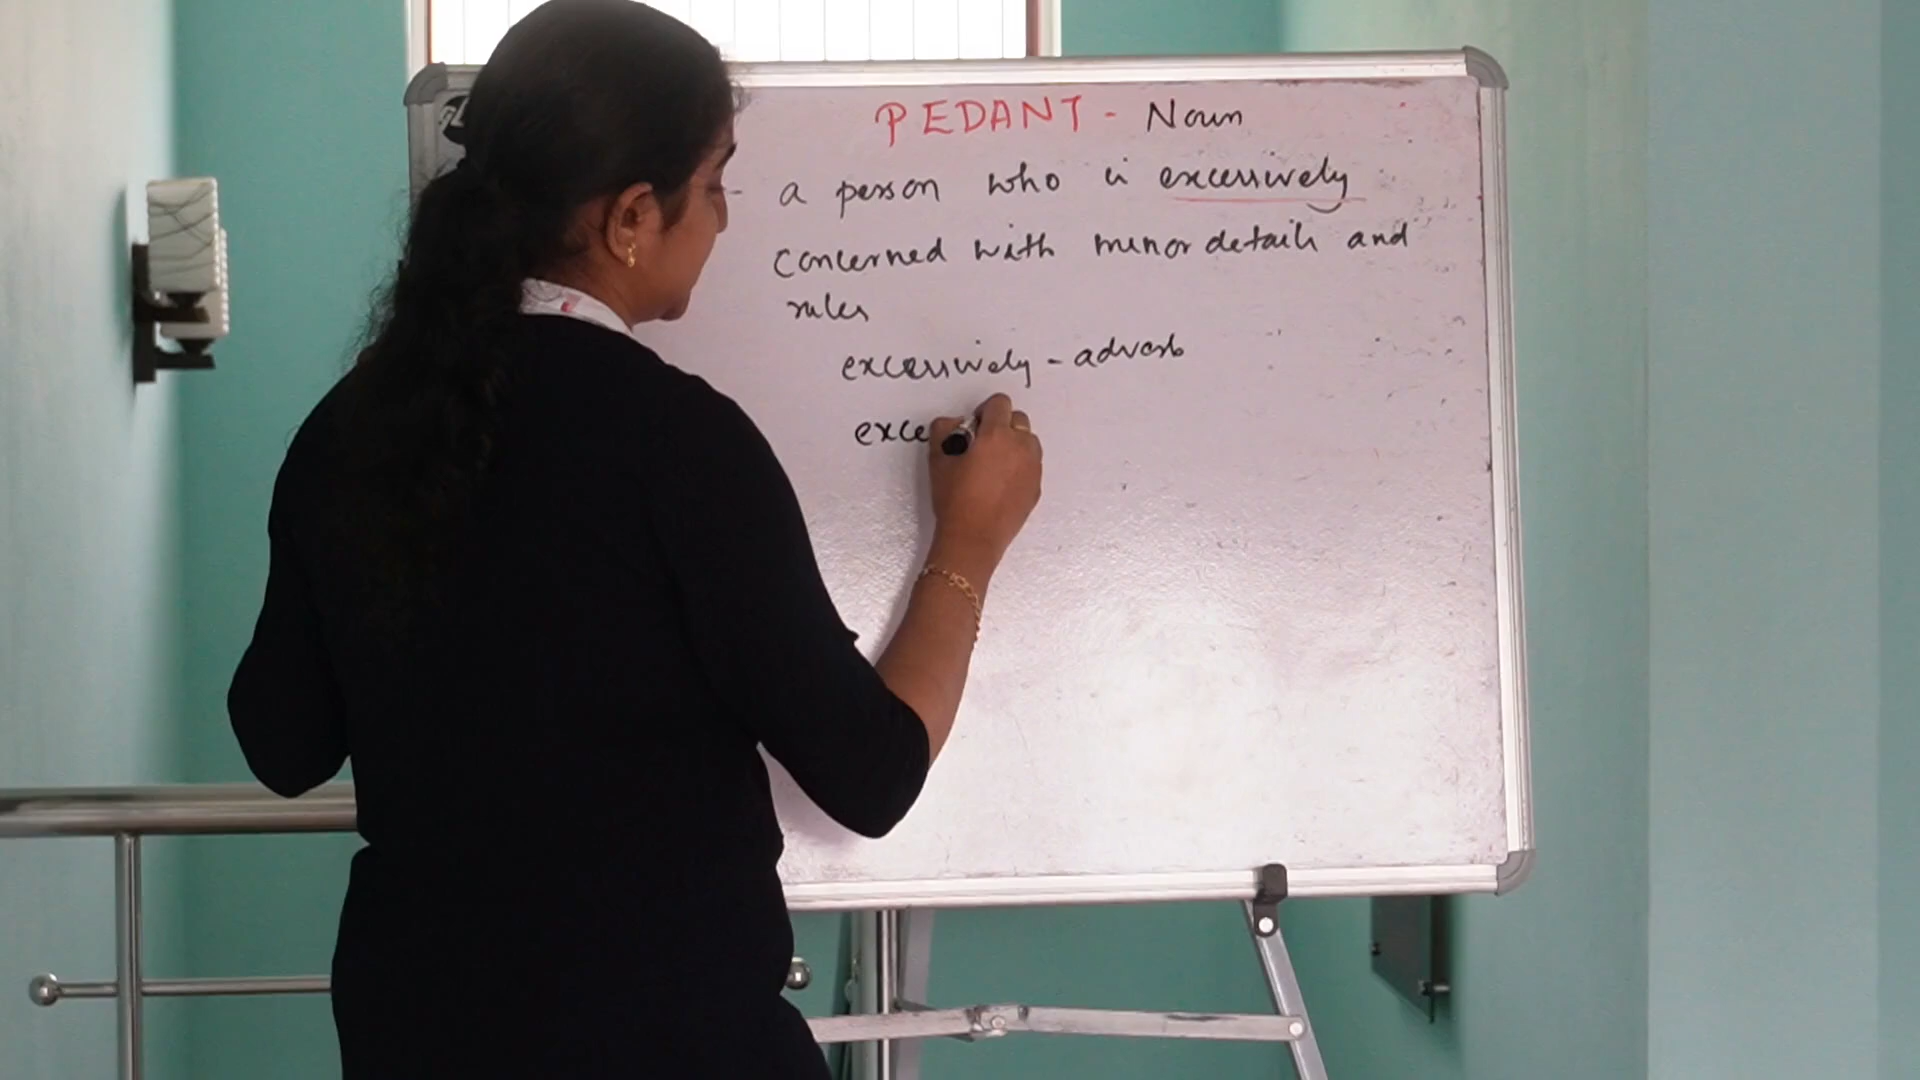 PEDANT - Noun
- a person who is excessively
concerned with minor details and
rules
excessively - adverb
exce